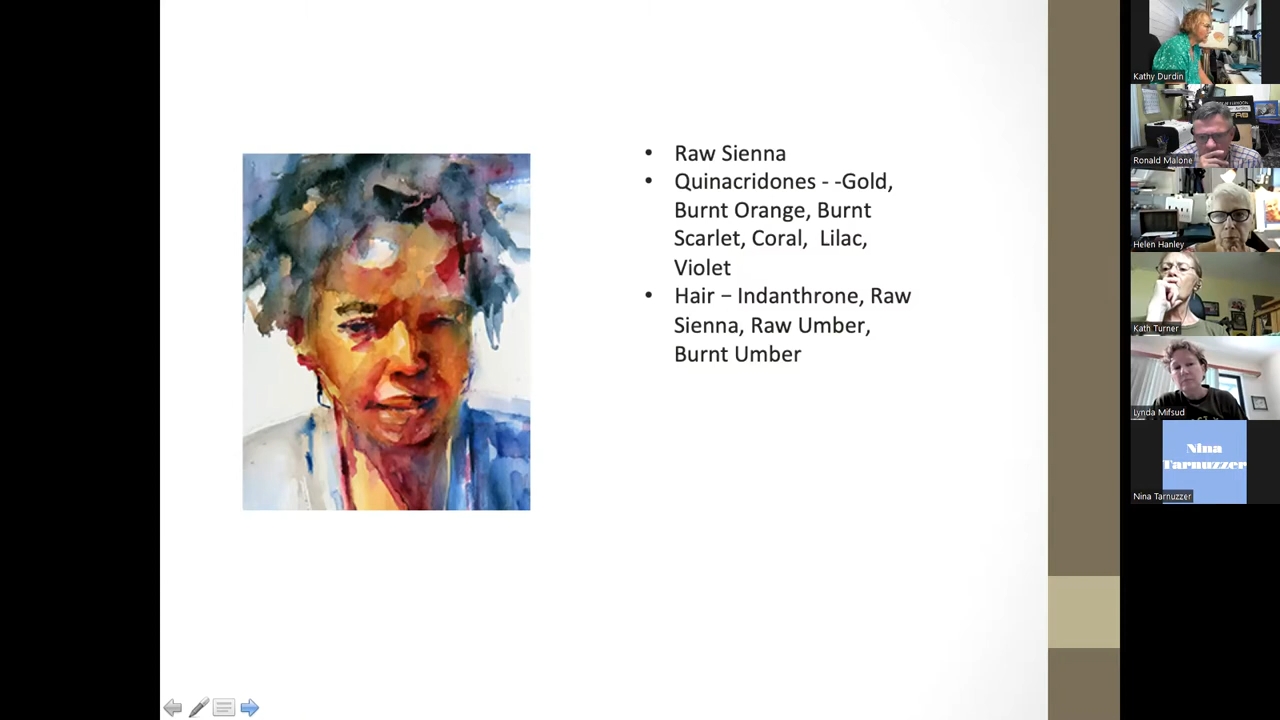 • Raw Sienna
• Quinacridones - -Gold,
Burnt Orange, Burnt
Scarlet, Coral,  Lilac,
Violet
• Hair – Indanthrone, Raw
Sienna, Raw Umber,
Burnt Umber
Kathy Durdin
Ronald Malone
Helen Hanley
Kath Turner
Lynda Mifsud
Nina
Tarnuzzer
Nina Tarnuzzer